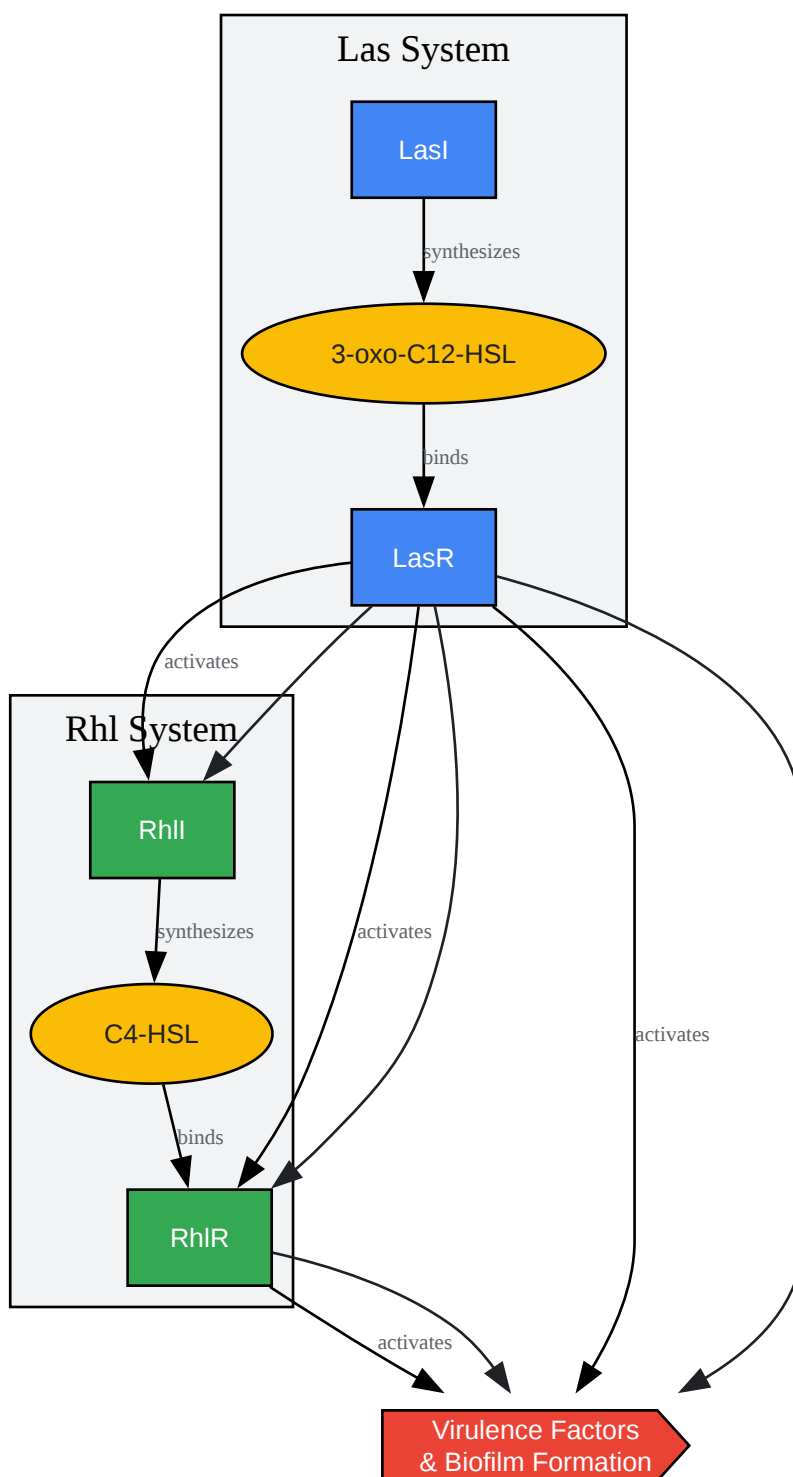 Las System
LasI
synthesizes
3-oxo-C12-HSL
binds
LasR
activates
Rhl System
RhlI
synthesizes
activates
C4-HSL
activates
binds
RhlR
activates
Virulence Factors
& Biofilm Formation